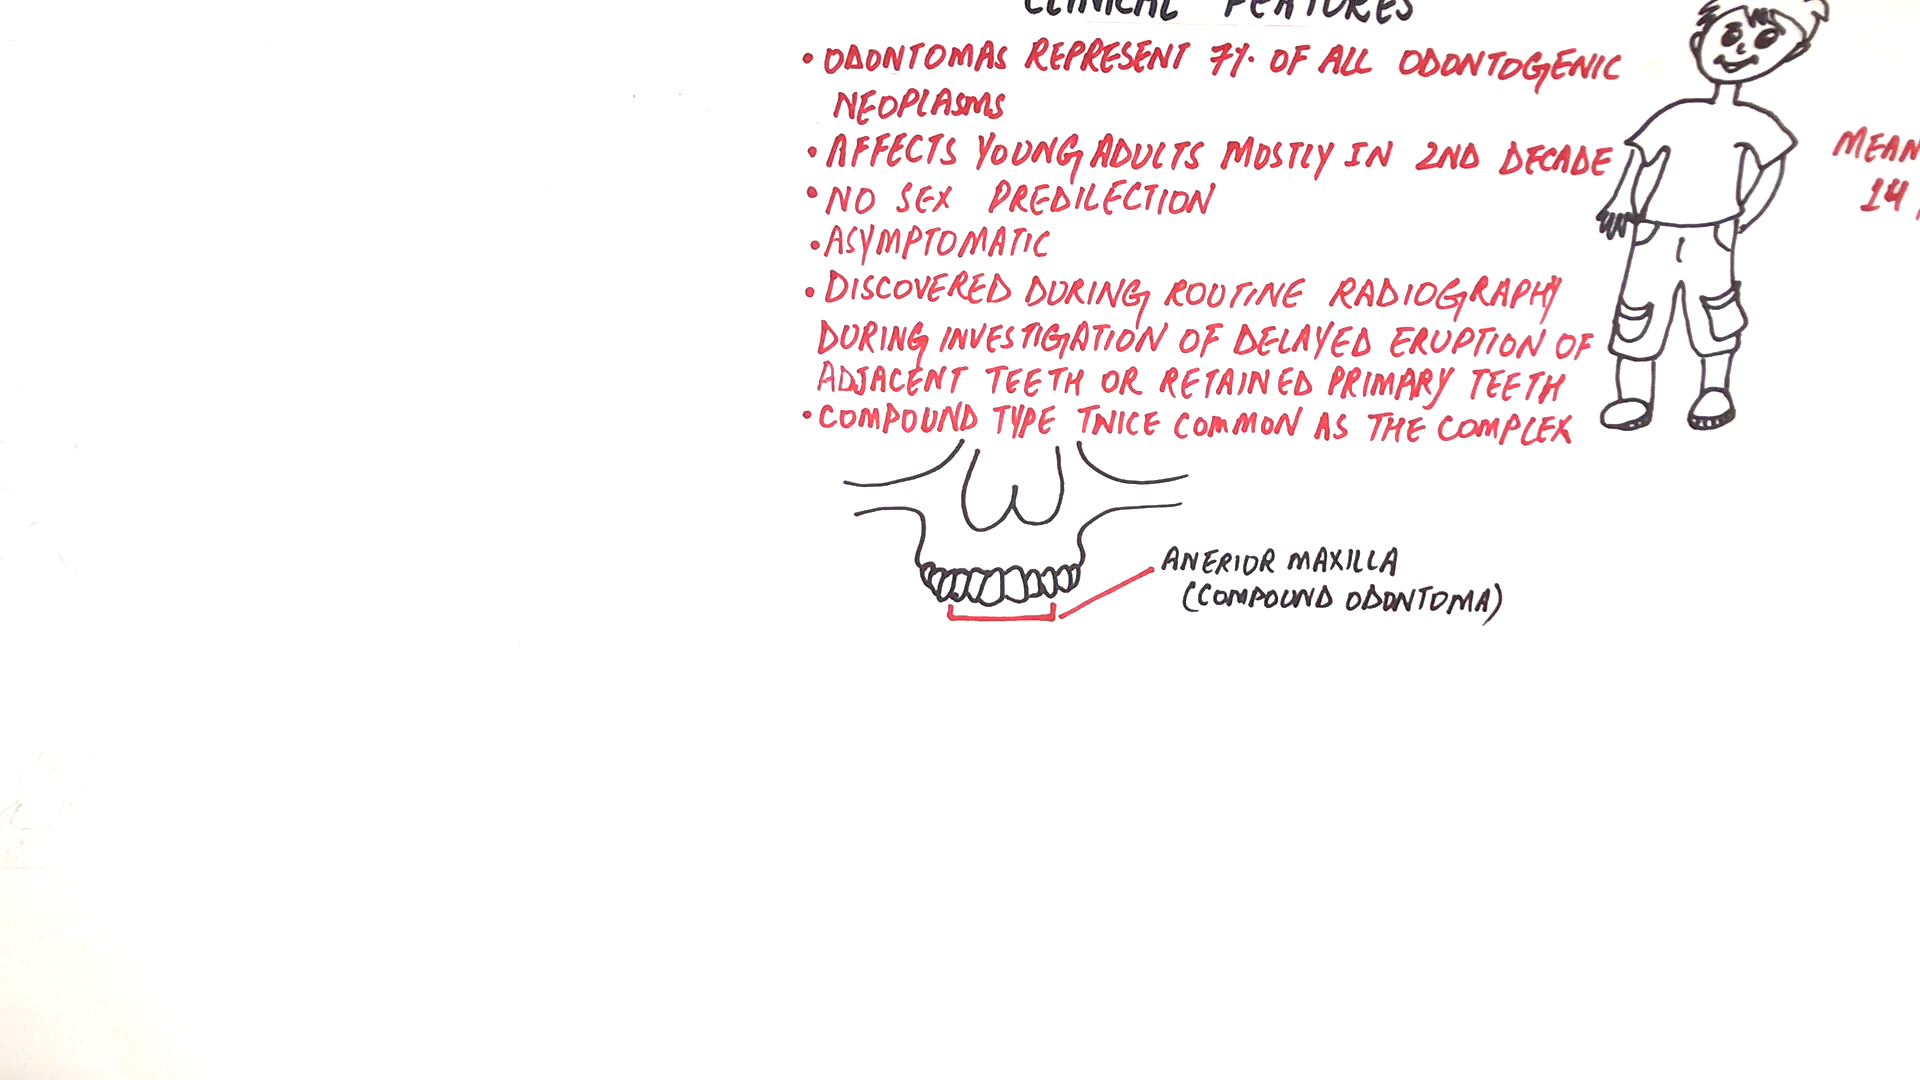 CLINICAL FEATURES
• ODONTOMAS REPRESENT 7% OF ALL ODONTOGENIC
NEOPLASMS
• AFFECTS YOUNG ADULTS MOSTLY IN 2ND DECADE
• NO SEX PREDILECTION
• ASYMPTOMATIC
• DISCOVERED DURING ROUTINE RADIOGRAPHY
DURING INVESTIGATION OF DELAYED ERUPTION OF
ADJACENT TEETH OR RETAINED PRIMARY TEETH
• COMPOUND TYPE TWICE COMMON AS THE COMPLEX
MEAN
14
ANERIOR MAXILLA
(COMPOUND ODONTOMA)